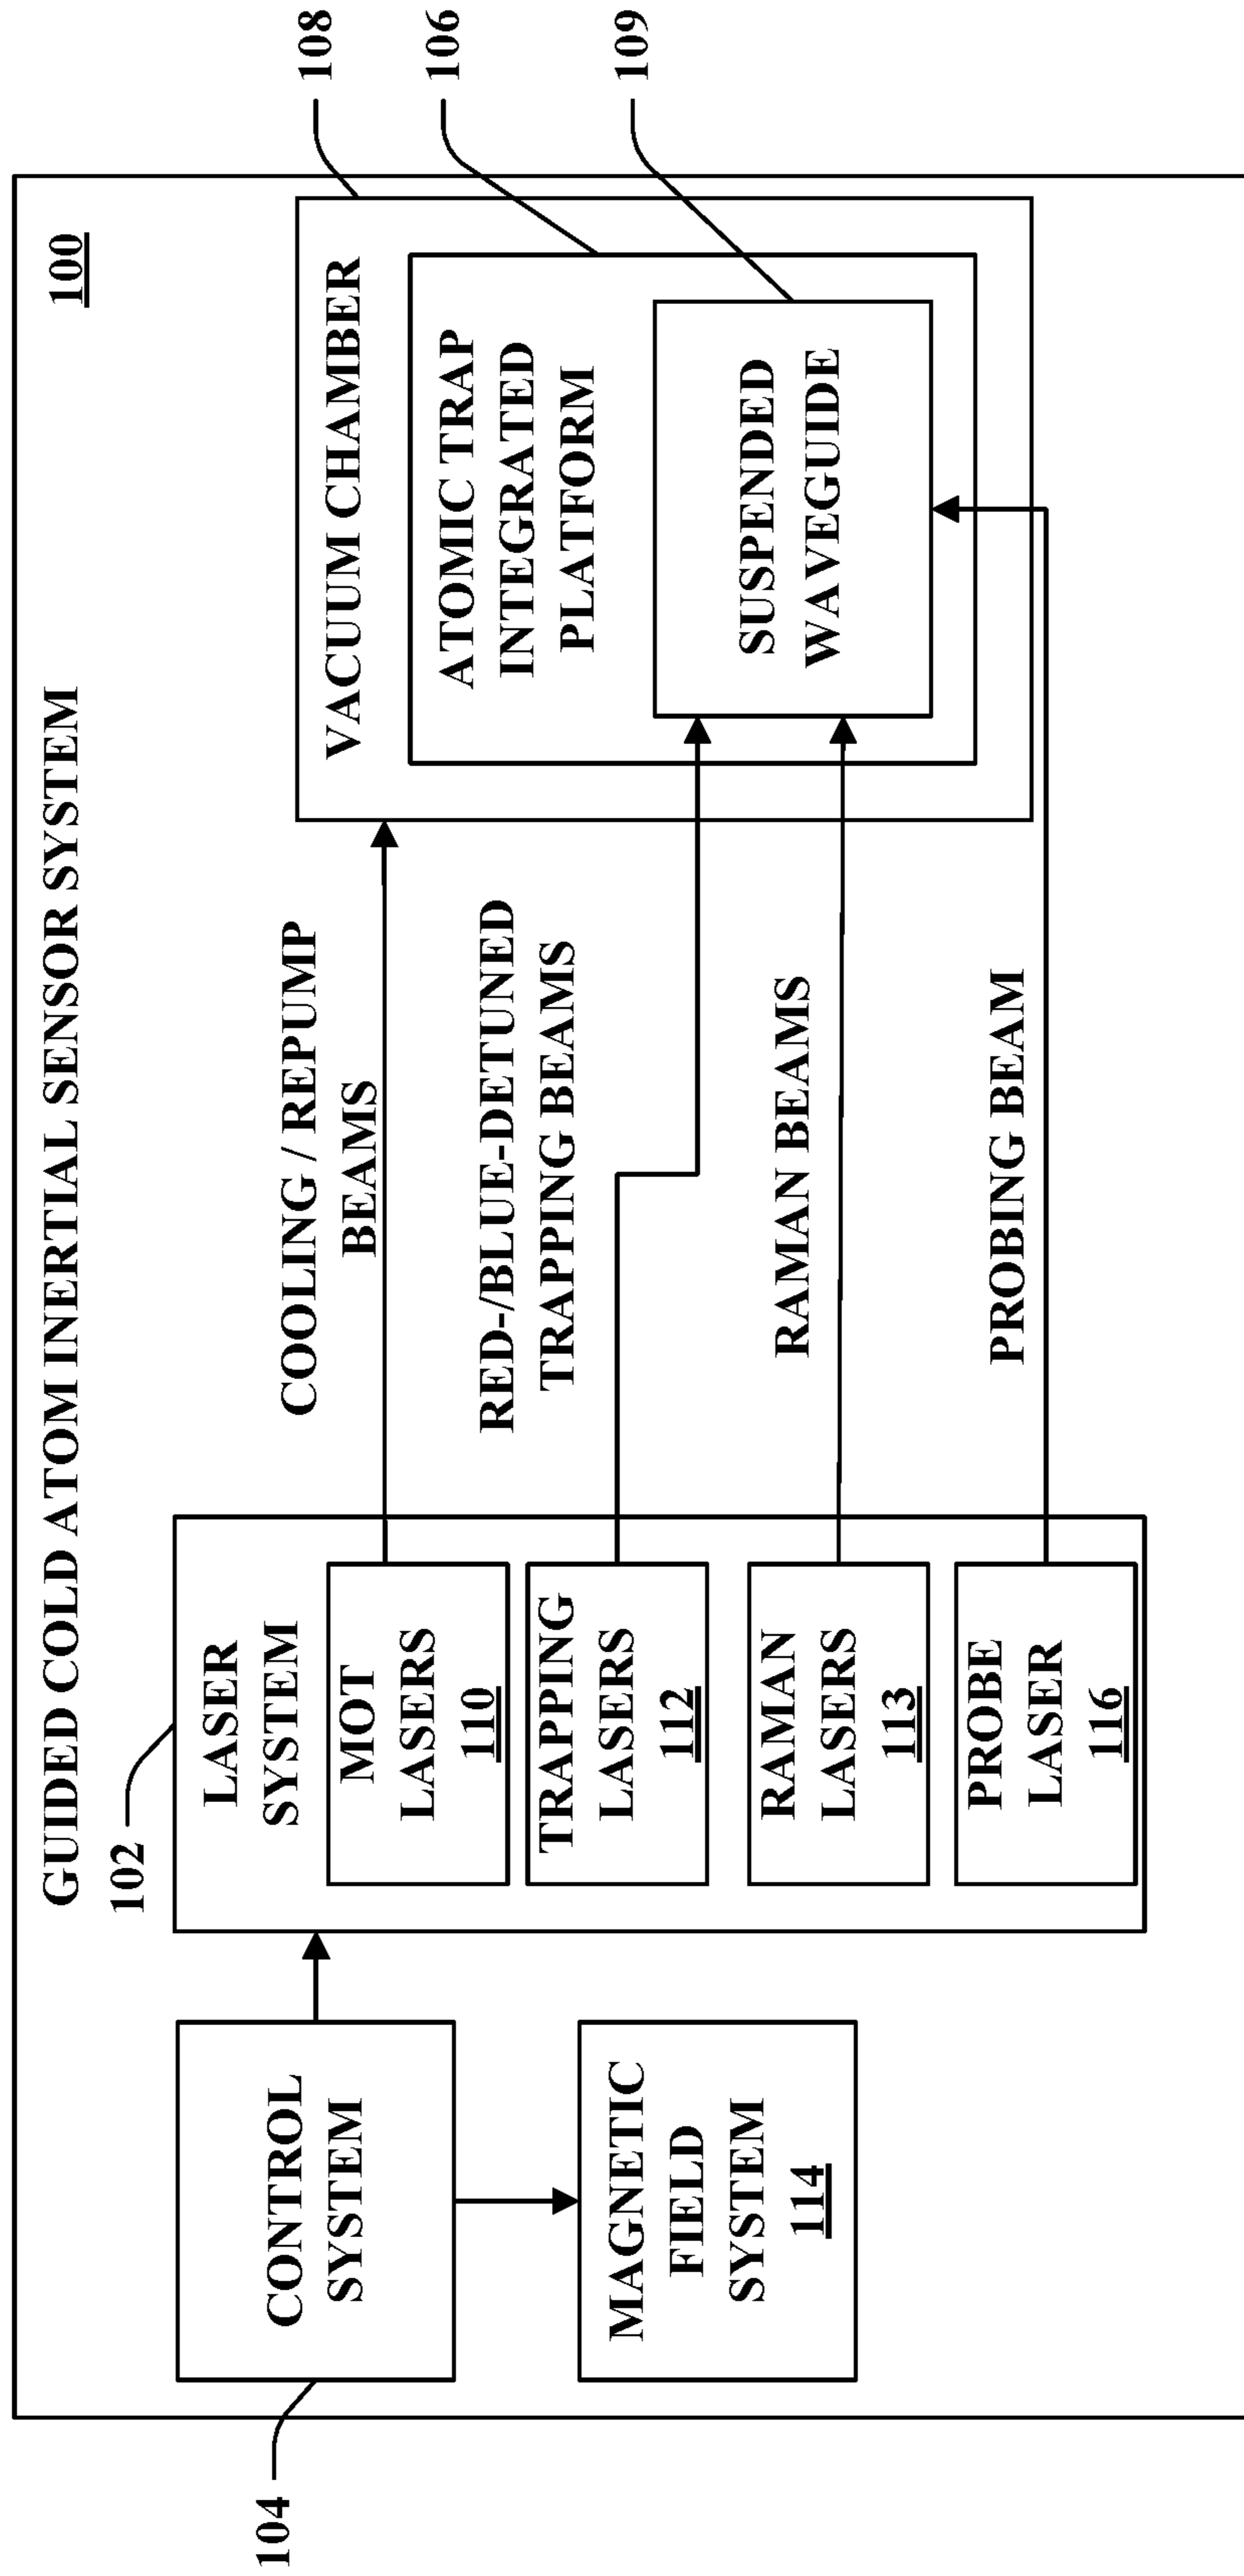 GUIDED COLD ATOM INERTIAL SENSOR SYSTEM
100
102
LASER
SYSTEM
MOT
LASERS
110
TRAPPING
LASERS
112
RAMAN
LASERS
113
PROBE
LASER
116
104
CONTROL
SYSTEM
MAGNETIC
FIELD
SYSTEM
114
COOLING / REPUMP
BEAMS
RED-/BLUE-DETUNED
TRAPPING BEAMS
RAMAN BEAMS
PROBING BEAM
VACUUM CHAMBER
ATOMIC TRAP
INTEGRATED
PLATFORM
SUSPENDED
WAVEGUIDE
108
106
109